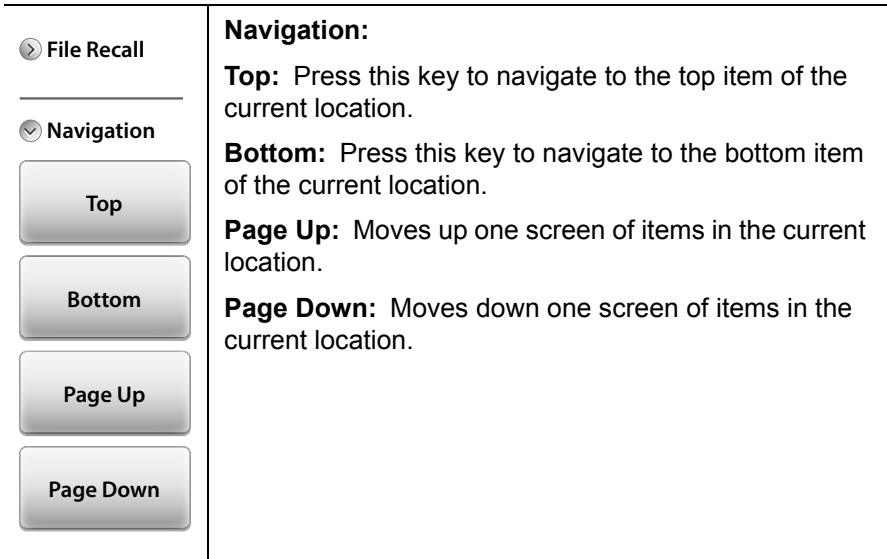 File Recall
Navigation
Top
Bottom
Page Up
Page Down
Navigation:
Top: Press this key to navigate to the top item of the
current location.
Bottom: Press this key to navigate to the bottom item
of the current location.
Page Up: Moves up one screen of items in the current
location.
Page Down: Moves down one screen of items in the
current location.